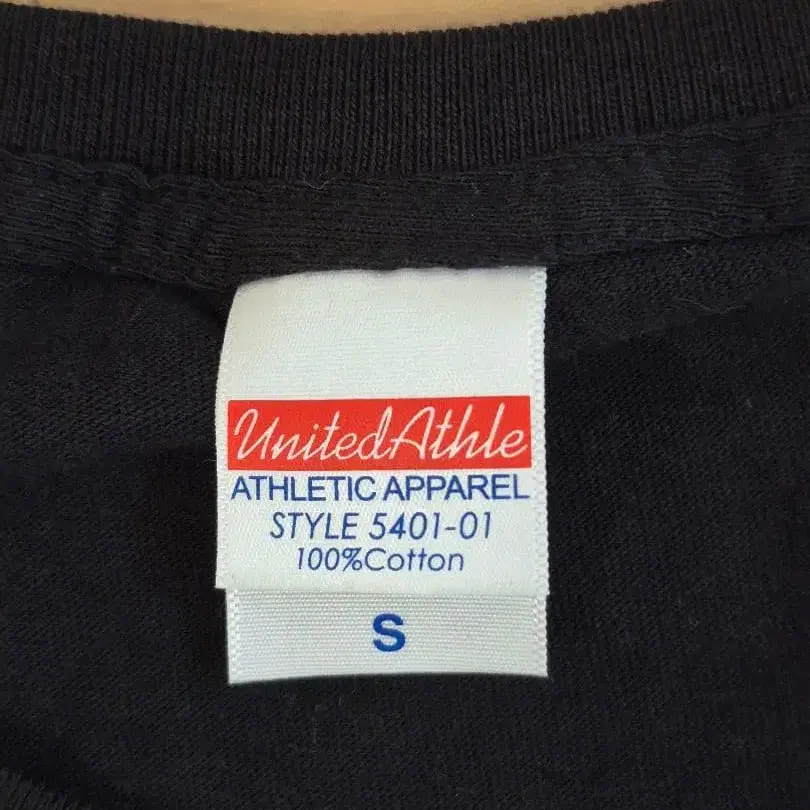 UnitedAthle
ATHLETIC APPAREL
STYLE 5401-01
100%Cotton
S